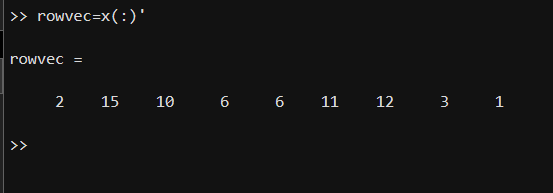 >> rowvec=x(:)'
rowvec =
2 15 10 6 6 11 12 3 1
>>